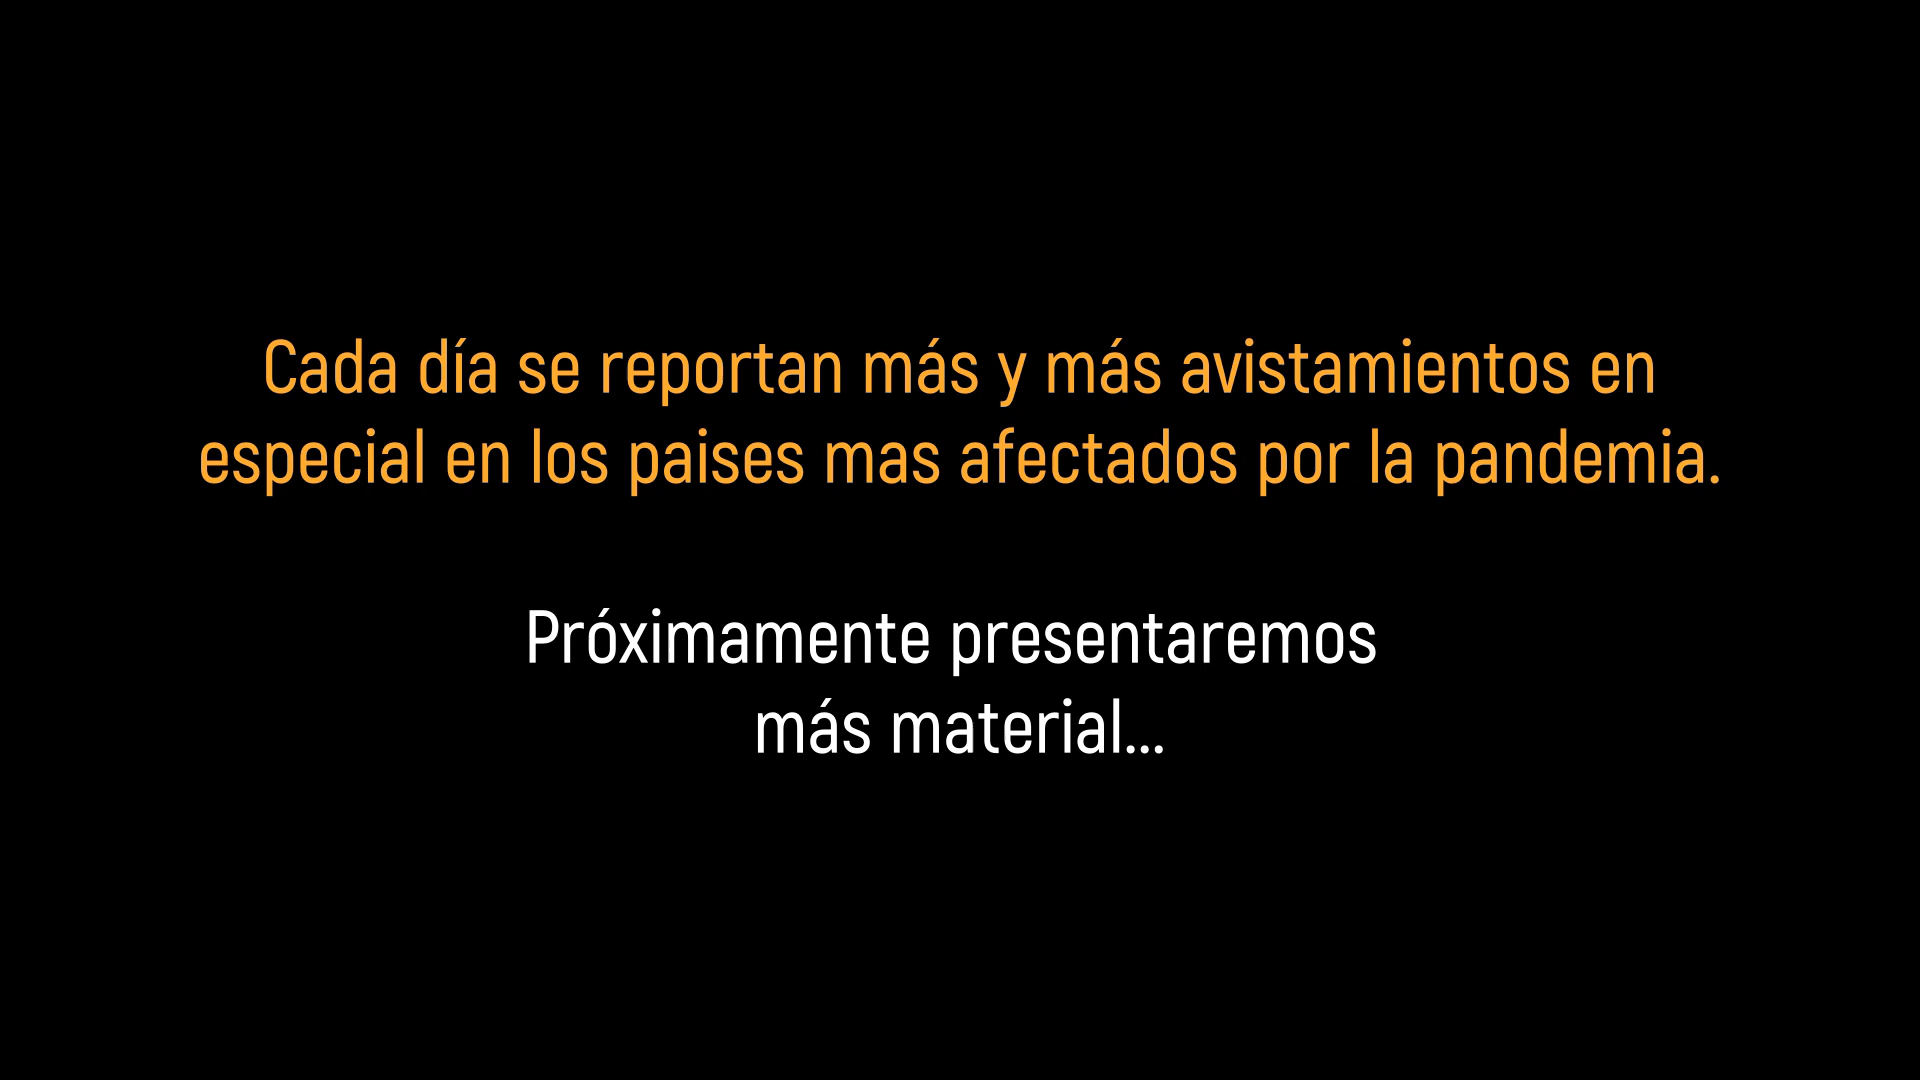 Cada día se reportan más y más avistamientos en
especial en los paises mas afectados por la pandemia.
Próximamente presentaremos
más material...